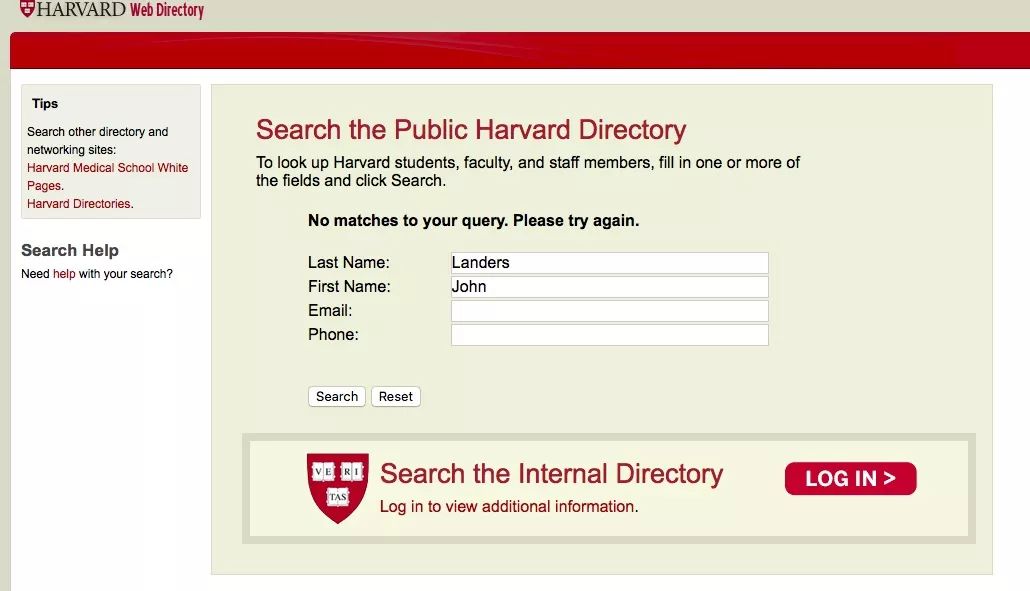 HARVARD Web Directory
Tips
Search other directory and
networking sites:
Harvard Medical School White
Pages.
Harvard Directories.
Search Help
Need help with your search?
Search the Public Harvard Directory
To look up Harvard students, faculty, and staff members, fill in one or more of
the fields and click Search.
No matches to your query. Please try again.
Last Name: Landers
First Name: John
Email:
Phone:
Search Reset
VE RI
TAS
Search the Internal Directory
Log in to view additional information.
LOG IN >